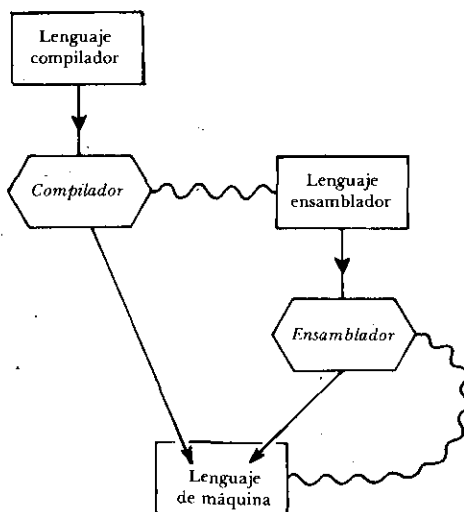 Lenguaje
compilador
Compilador
Lenguaje
ensamblador
Ensamblador
Lenguaje
de máquina